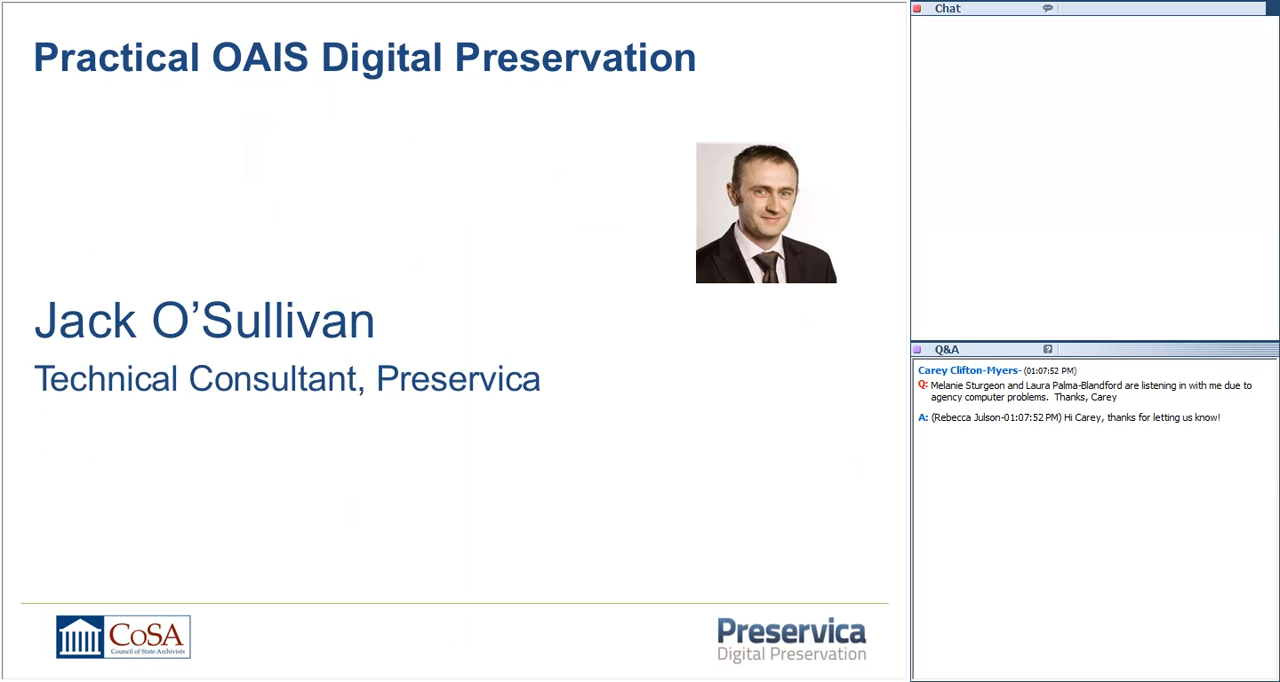 Practical OAIS Digital Preservation
Jack O’Sullivan
Technical Consultant, Preservica
CoSA
Council of State Archivists
Preservica
Digital Preservation
Chat
Q&A
Carey Clifton-Myers- (01:07:52 PM)
Q: Melanie Sturgeon and Laura Palma-Blandford are listening in with me due to
agency computer problems. Thanks, Carey
A: (Rebecca Julson-01:07:52 PM) Hi Carey, thanks for letting us know!